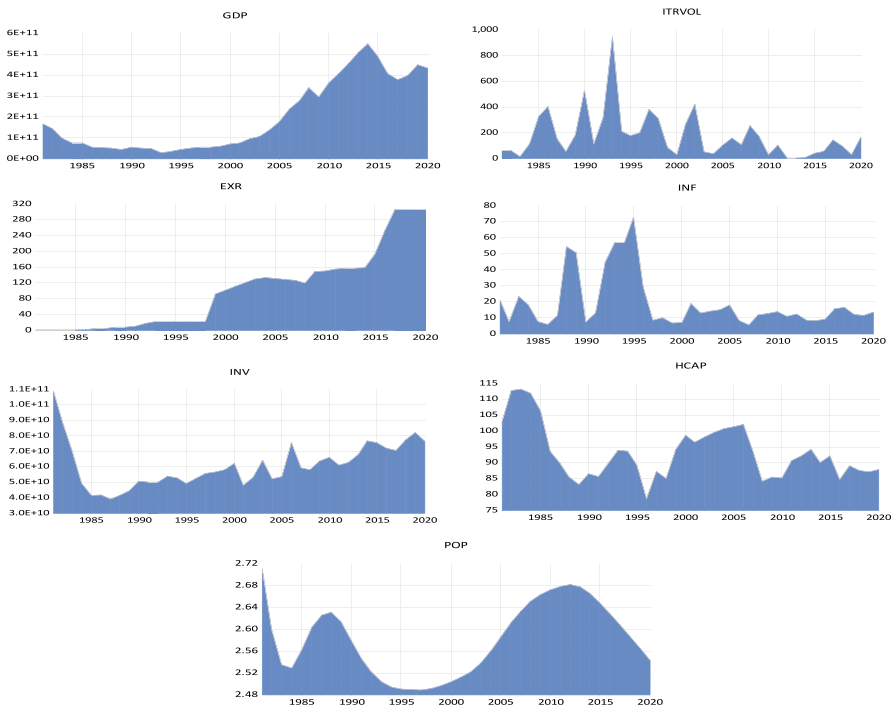 GDP
6E+11
5E+11
4E+11
3E+11
2E+11
1E+11
0E+00
1985 1990 1995 2000 2005 2010 2015 2020
ITRVOL
1,000
800
600
400
200
0
1985 1990 1995 2000 2005 2010 2015 2020
EXR
320
280
240
200
160
120
80
40
0
1985 1990 1995 2000 2005 2010 2015 2020
INF
80
70
60
50
40
30
20
10
0
1985 1990 1995 2000 2005 2010 2015 2020
INV
1.1E+11
1.0E+11
9.0E+10
8.0E+10
7.0E+10
6.0E+10
5.0E+10
4.0E+10
3.0E+10
1985 1990 1995 2000 2005 2010 2015 2020
HCAP
115
110
105
100
95
90
85
80
75
1985 1990 1995 2000 2005 2010 2015 2020
POP
2.72
2.68
2.64
2.60
2.56
2.52
2.48
1985 1990 1995 2000 2005 2010 2015 2020